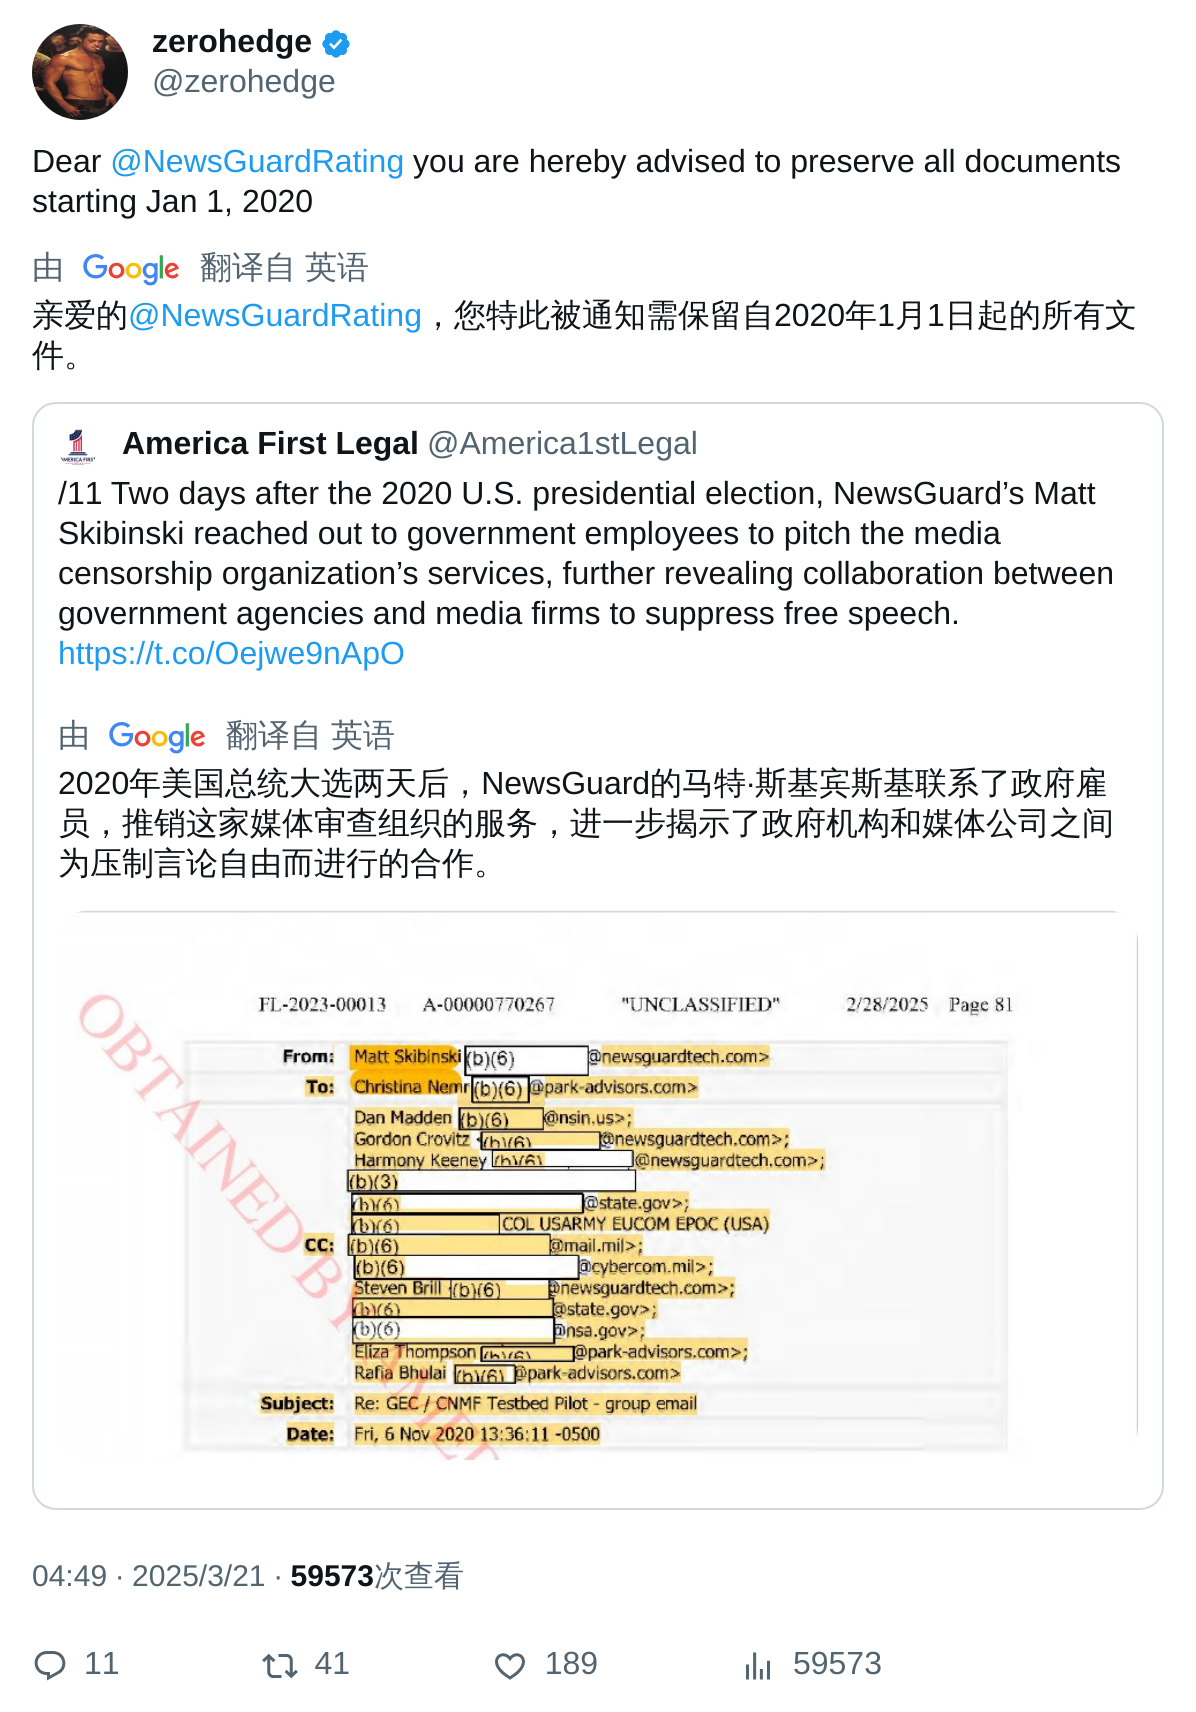 zerohedge
@zerohedge
Dear @NewsGuardRating you are hereby advised to preserve all documents
starting Jan 1, 2020
由 Google 翻译自 英语
亲爱的@NewsGuardRating，您特此被通知需保留自2020年1月1日起的所有文
件。
America First Legal @America1stLegal
/11 Two days after the 2020 U.S. presidential election, NewsGuard’s Matt
Skibinski reached out to government employees to pitch the media
censorship organization’s services, further revealing collaboration between
government agencies and media firms to suppress free speech.
https://t.co/Oejwe9nApO
由 Google 翻译自 英语
2020年美国总统大选两天后，NewsGuard的马特·斯基宾斯基联系了政府雇
员，推销这家媒体审查组织的服务，进一步揭示了政府机构和媒体公司之间
为压制言论自由而进行的合作。
FL-2023-00013 A-00000770267 "UNCLASSIFIED" 2/28/2025 Page 81
OBTAINED BY AMER
From: Matt Skibinski (b)(6) @newsguardtech.com>
To: Christina Nemr (b)(6) @park-advisors.com>
Dan Madden (b)(6) @nsin.us>;
Gordon Crovitz (b)(6) @newsguardtech.com>;
Harmony Keeney (b)(6) @newsguardtech.com>;
(b)(3)
(b)(6) @state.gov>;
(b)(6) COL USARMY EUCOM EPOC (USA)
CC: (b)(6) @mail.mil>;
(b)(6) @cybercom.mil>;
Steven Brill (b)(6) @newsguardtech.com>;
(b)(6) @state.gov>;
(b)(6) @nsa.gov>;
Eliza Thompson (b)(6) @park-advisors.com>;
Rafia Bhulai (b)(6) @park-advisors.com>
Subject: Re: GEC / CNMF Testbed Pilot - group email
Date: Fri, 6 Nov 2020 13:36:11 -0500
04:49 · 2025/3/21 · 59573次查看
11 41 189 59573